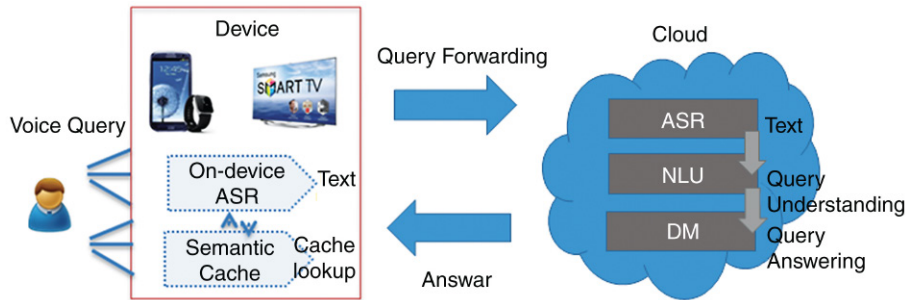 Device
Cloud
Query Forwarding
Samsung
SMART TV
Voice Query
ASR
Text
On-device
ASR
Text
NLU
Query
Understanding
DM
Query
Answering
Semantic
Cache
Cache
lookup
Answar